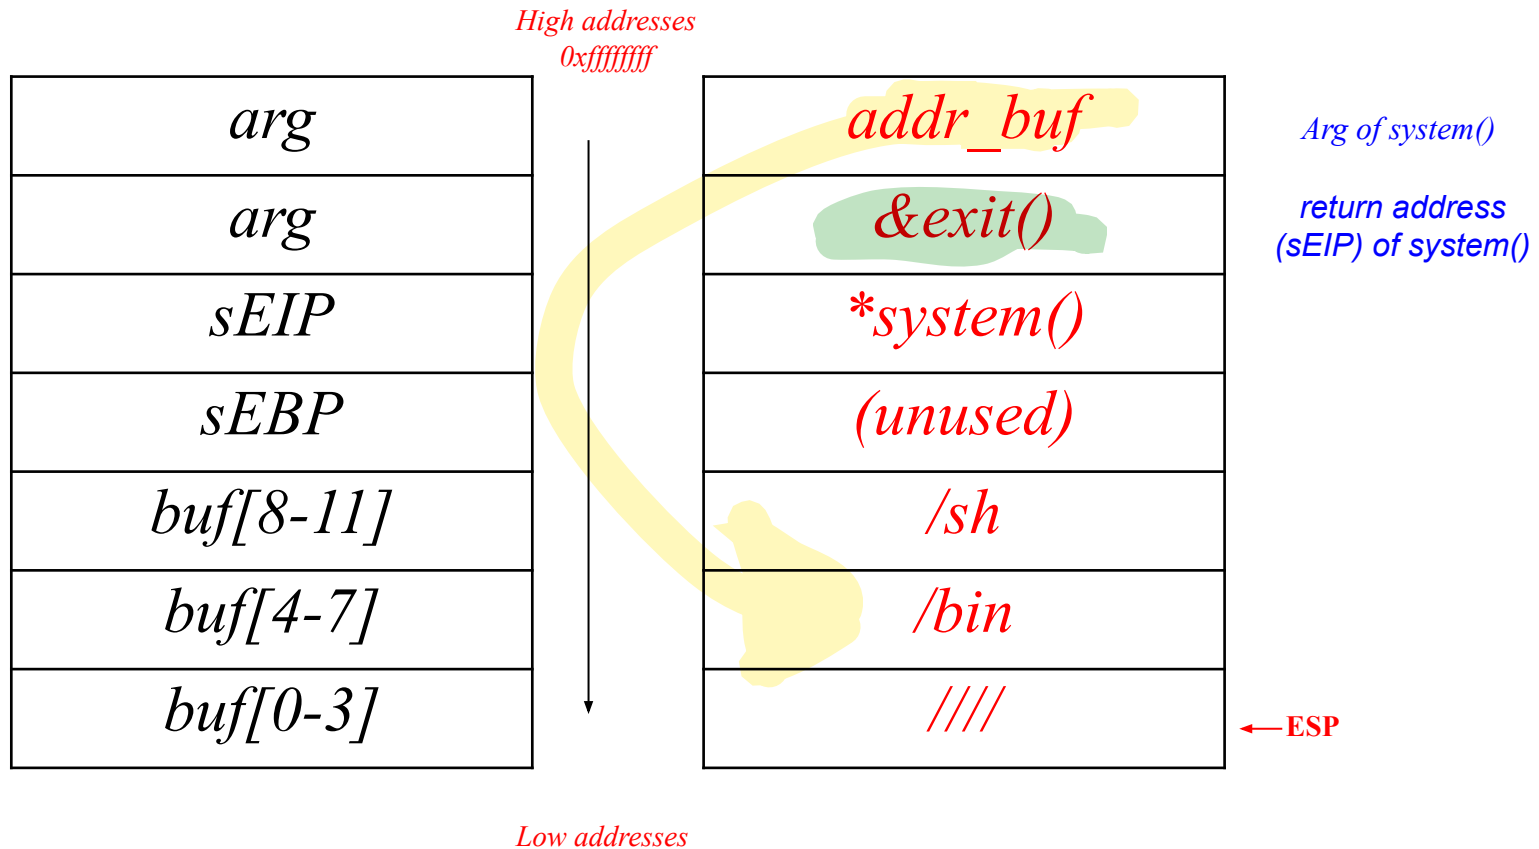 High addresses
0xffffffff
arg
addr_buf
Arg of system()
arg
&exit()
return address
(sEIP) of system()
sEIP
*system()
sEBP
(unused)
buf[8-11]
/sh
buf[4-7]
/bin
buf[0-3]
////
ESP
Low addresses